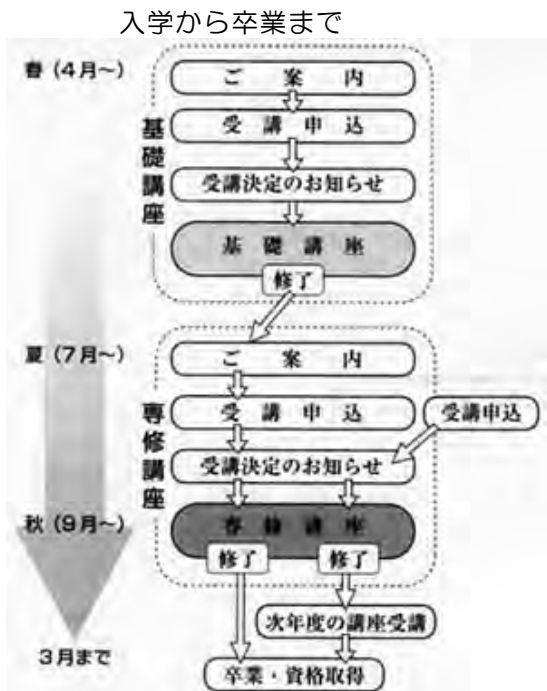 入学から卒業まで
春（4月～）
基礎講座
ご案内
受講申込
受講決定のお知らせ
基礎講座
修了
夏（7月～）
専修講座
ご案内
受講申込
受講申込
受講決定のお知らせ
秋（9月～）
専修講座
修了
修了
次年度の講座受講
3月まで
卒業・資格取得